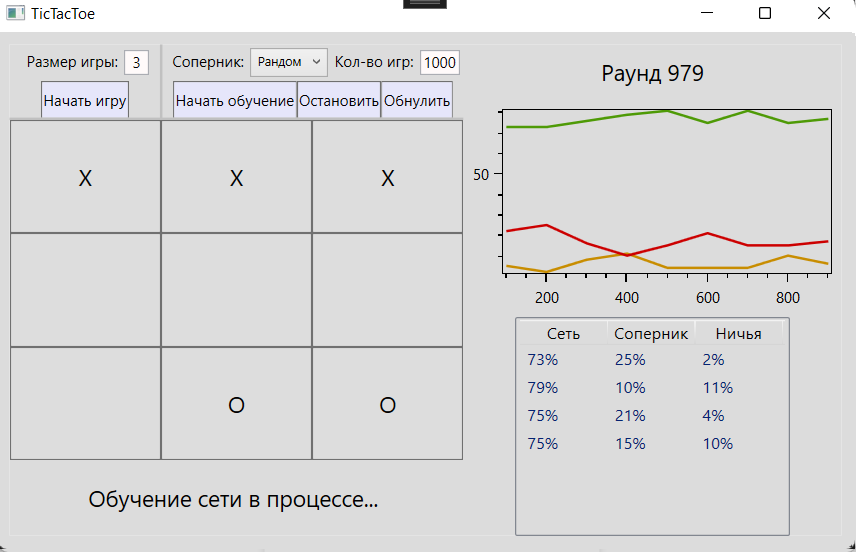 TicTacToe
Размер игры: 3
Начать игру
Соперник: Рандом Кол-во игр: 1000
Начать обучение Остановить Обнулить
X X X
O O
Обучение сети в процессе...
Раунд 979
50
200 400 600 800
Сеть Соперник Ничья
73% 25% 2%
79% 10% 11%
75% 21% 4%
75% 15% 10%